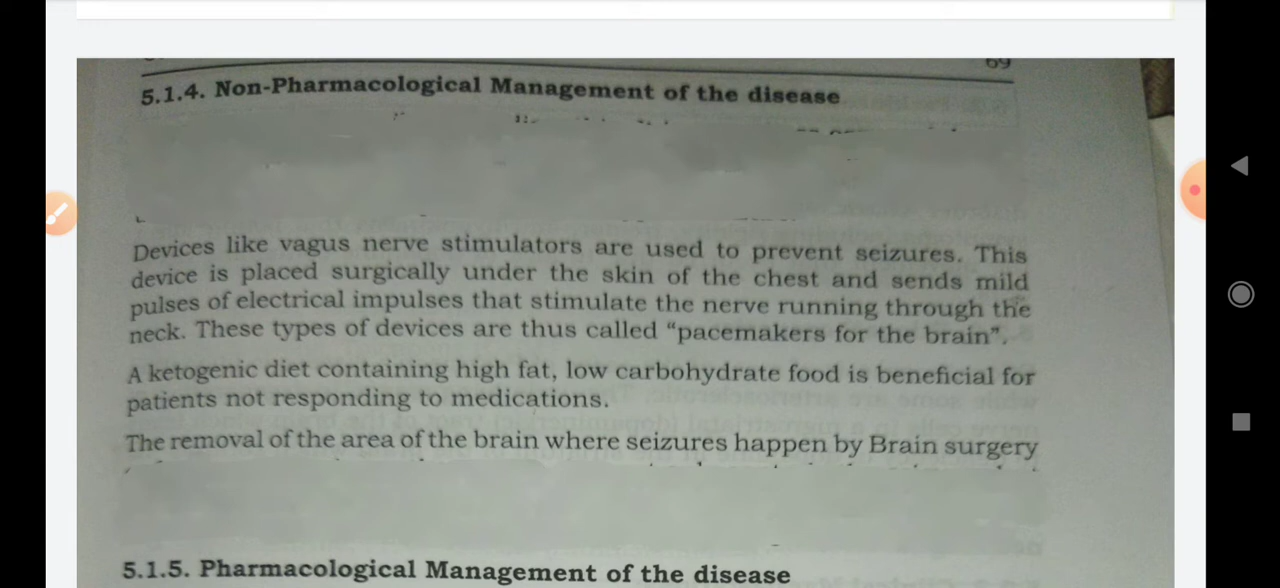 69
5.1.4. Non-Pharmacological Management of the disease
Devices like vagus nerve stimulators are used to prevent seizures. This
device is placed surgically under the skin of the chest and sends mild
pulses of electrical impulses that stimulate the nerve running through the
neck. These types of devices are thus called “pacemakers for the brain”.
A ketogenic diet containing high fat, low carbohydrate food is beneficial for
patients not responding to medications.
The removal of the area of the brain where seizures happen by Brain surgery
5.1.5. Pharmacological Management of the disease